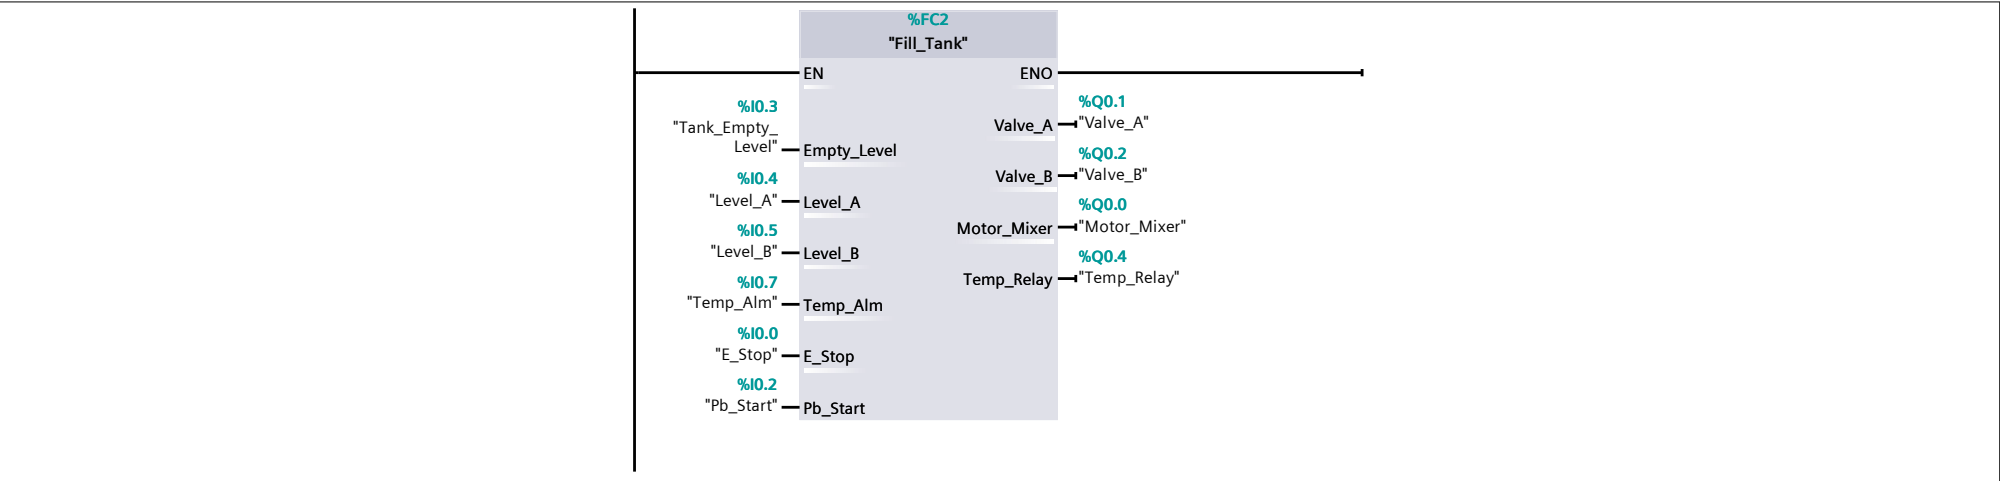 %FC2
"Fill_Tank"
EN
ENO
%I0.3
"Tank_Empty_
Level"
Empty_Level
%I0.4
"Level_A"
Level_A
%I0.5
"Level_B"
Level_B
%I0.7
"Temp_Alm"
Temp_Alm
%I0.0
"E_Stop"
E_Stop
%I0.2
"Pb_Start"
Pb_Start
%Q0.1
Valve_A
"Valve_A"
%Q0.2
Valve_B
"Valve_B"
%Q0.0
Motor_Mixer
"Motor_Mixer"
%Q0.4
Temp_Relay
"Temp_Relay"